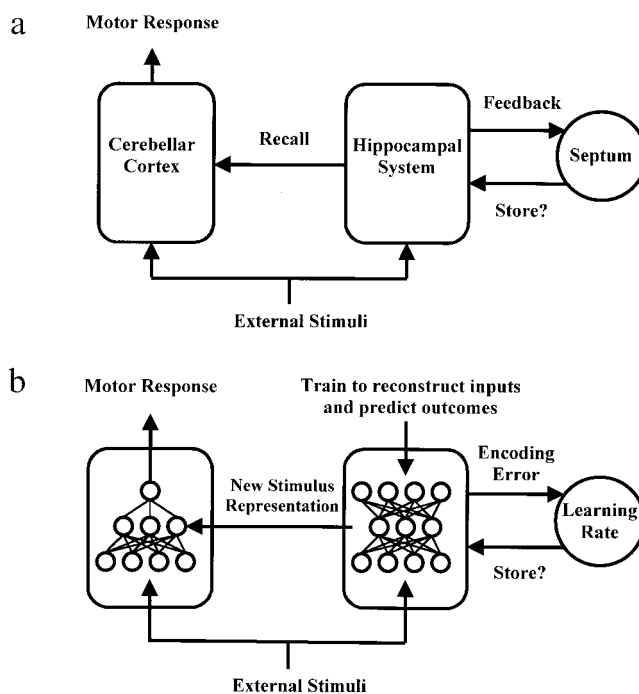 a
Motor Response
Cerebellar
Cortex
Recall
Hippocampal
System
Feedback
Septum
Store?
External Stimuli
b
Motor Response
Train to reconstruct inputs
and predict outcomes
New Stimulus
Representation
Encoding
Error
Learning
Rate
Store?
External Stimuli